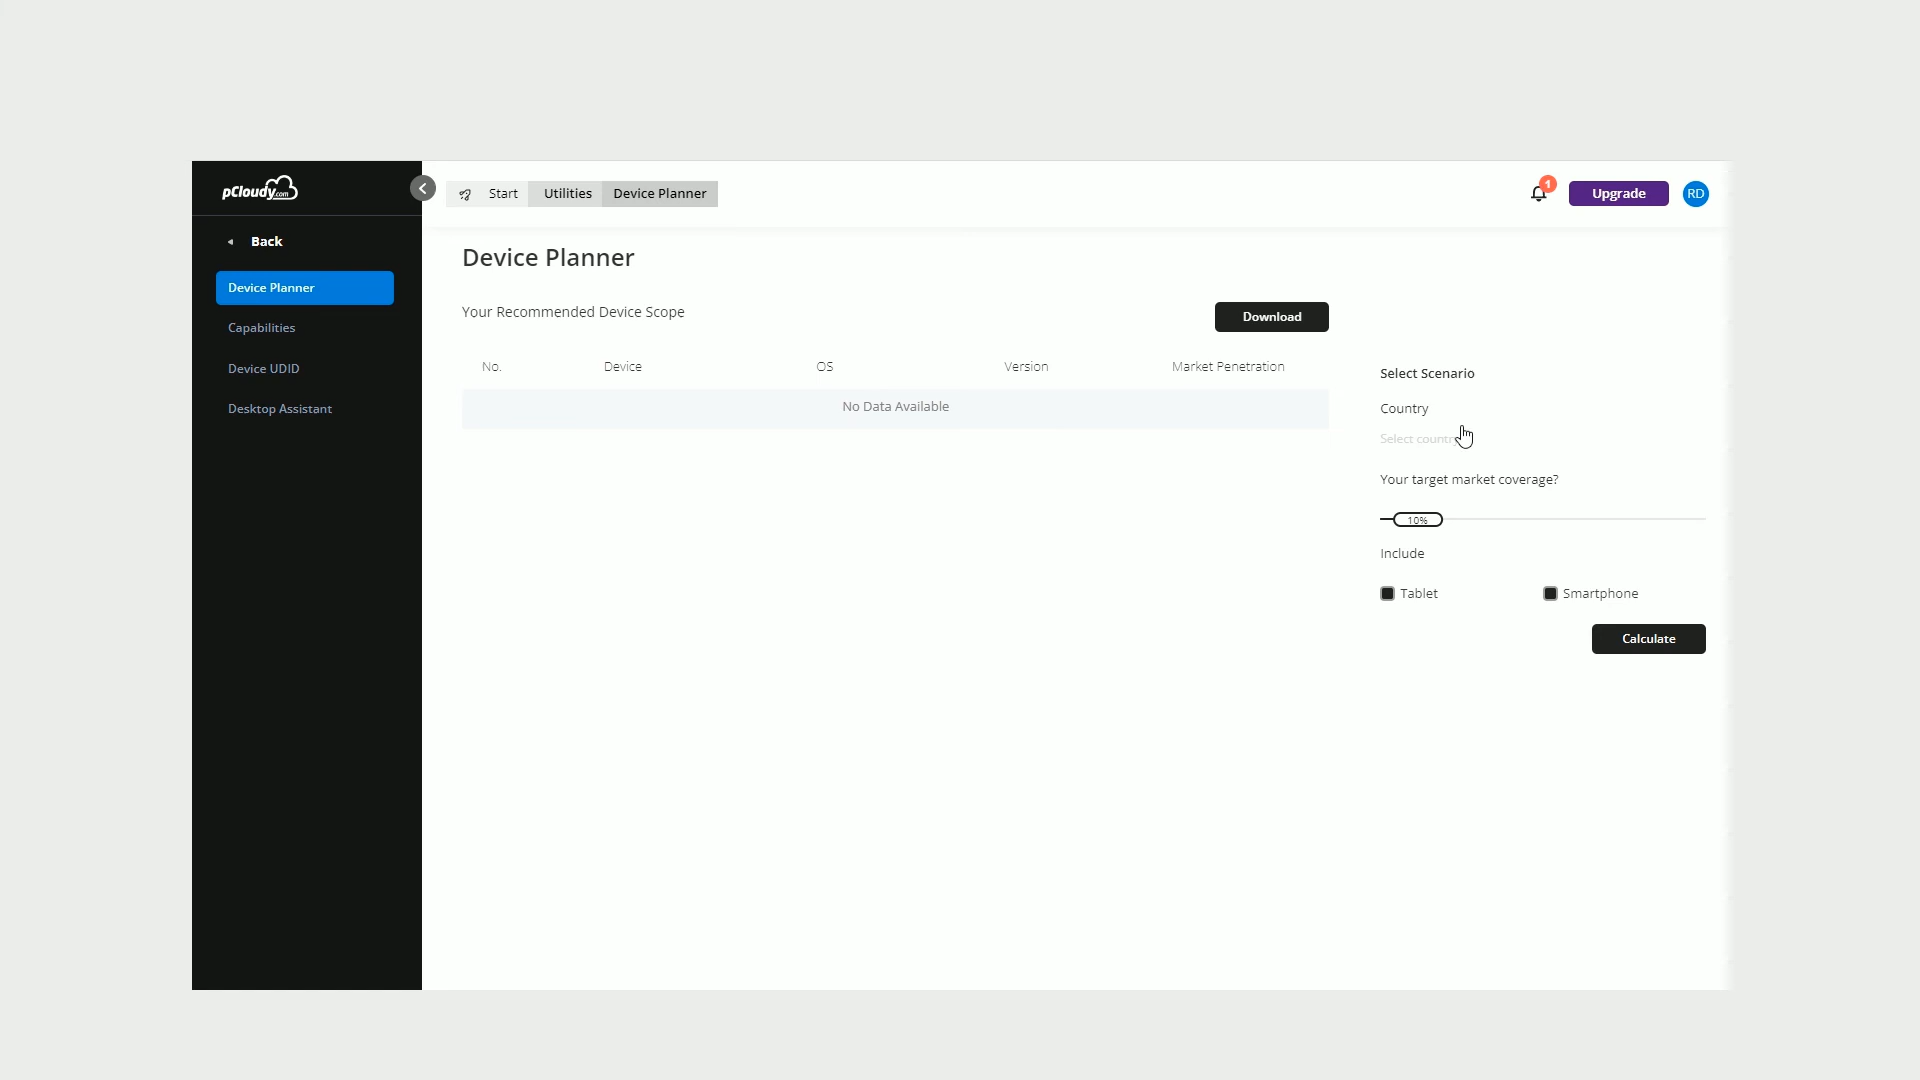 pCloudy.com
Start Utilities Device Planner
1
Upgrade
RD
Back
Device Planner
Capabilities
Device UDID
Desktop Assistant
Device Planner
Your Recommended Device Scope
Download
No. Device OS Version Market Penetration
No Data Available
Select Scenario
Country
Select country
Your target market coverage?
10%
Include
Tablet Smartphone
Calculate